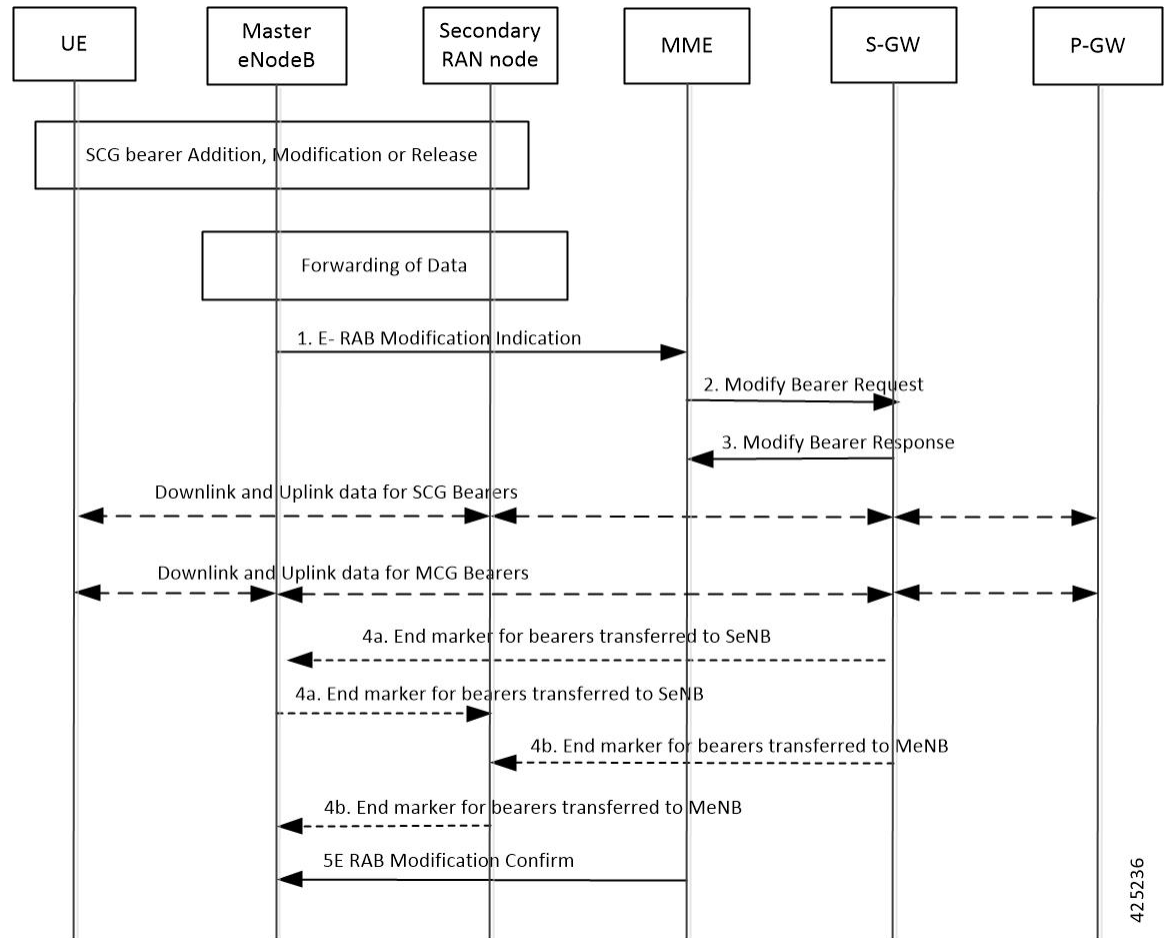 UE
Master
eNodeB
Secondary
RAN node
MME
S-GW
P-GW
SCG bearer Addition, Modification or Release
Forwarding of Data
1. E- RAB Modification Indication
2. Modify Bearer Request
3. Modify Bearer Response
Downlink and Uplink data for SCG Bearers
Downlink and Uplink data for MCG Bearers
4a. End marker for bearers transferred to SeNB
4a. End marker for bearers transferred to SeNB
4b. End marker for bearers transferred to MeNB
4b. End marker for bearers transferred to MeNB
5E RAB Modification Confirm
425236